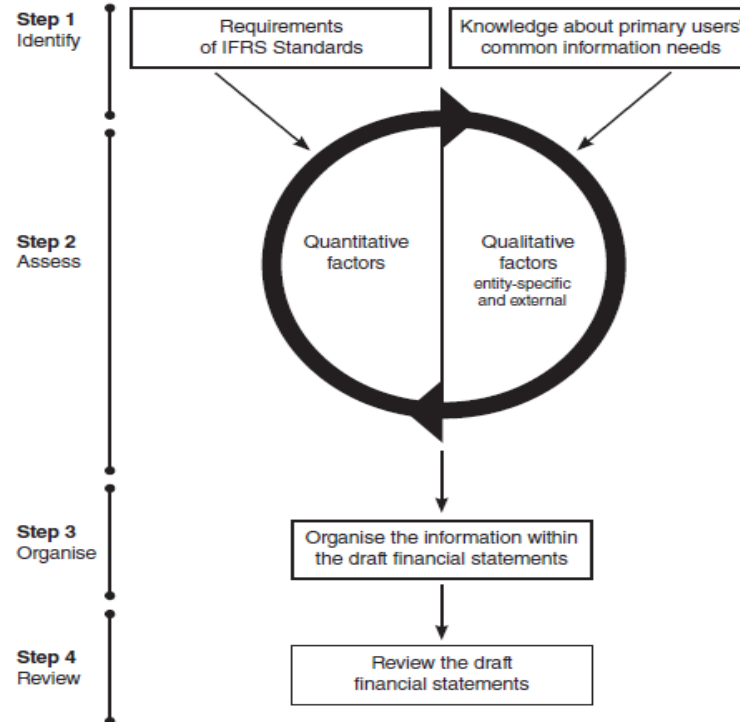 Step 1
Identify
Requirements
of IFRS Standards
Knowledge about primary users'
common information needs
Step 2
Assess
Quantitative
factors
Qualitative
factors
entity-specific
and external
Step 3
Organise
Organise the information within
the draft financial statements
Step 4
Review
Review the draft
financial statements